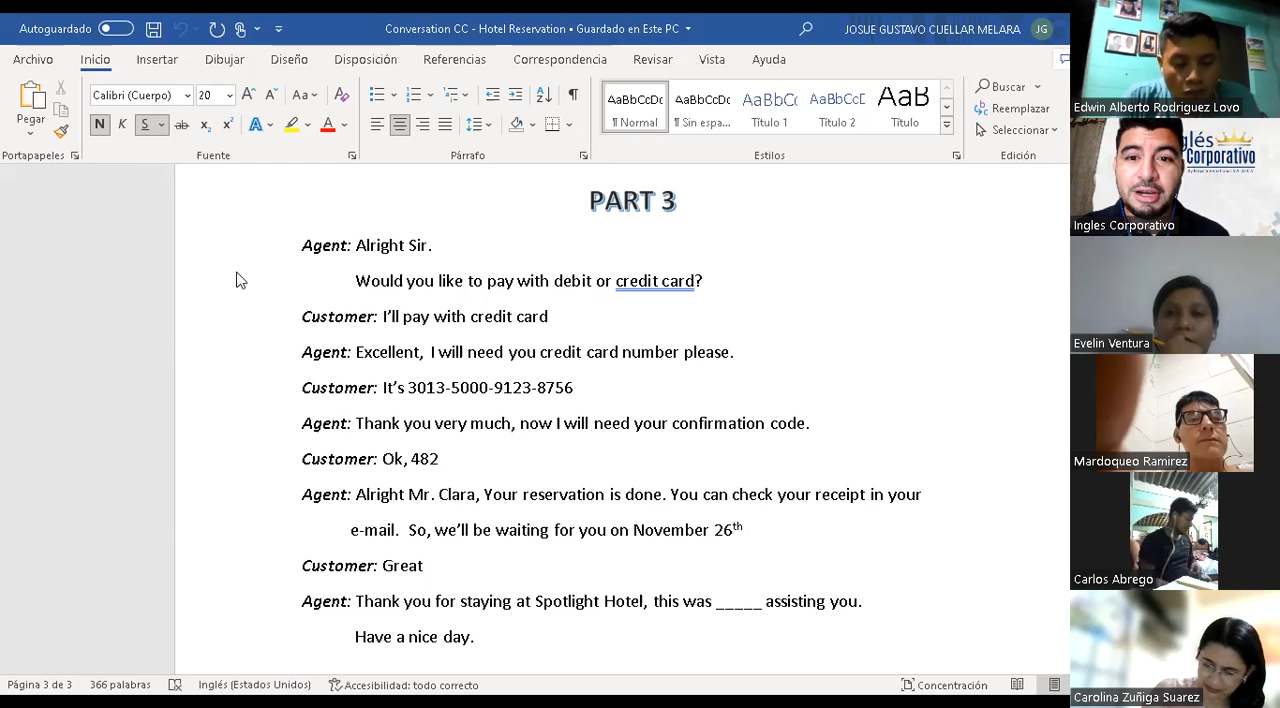 Autoguardado
Conversation CC - Hotel Reservation • Guardado en Este PC
JOSUE GUSTAVO CUELLAR MELARA
JG
Archivo Inicio Insertar Dibujar Diseño Disposición Referencias Correspondencia Revisar Vista Ayuda
Pegar
Portapapeles
Calibri (Cuerpo) 20
Aa
N K S ab x₂ x² A A
Fuente
Párrafo
AaBbCcDc AaBbCcDc AaBbCc AaBbCcD AaB
¶ Normal ¶ Sin espa... Título 1 Título 2 Título
Estilos
Buscar
Reemplazar
Seleccionar
Edición
PART 3
Agent: Alright Sir.
Would you like to pay with debit or credit card?
Customer: I'll pay with credit card
Agent: Excellent, I will need you credit card number please.
Customer: It's 3013-5000-9123-8756
Agent: Thank you very much, now I will need your confirmation code.
Customer: Ok, 482
Agent: Alright Mr. Clara, Your reservation is done. You can check your receipt in your
e-mail. So, we'll be waiting for you on November 26th
Customer: Great
Agent: Thank you for staying at Spotlight Hotel, this was _____ assisting you.
Have a nice day.
Página 3 de 3 366 palabras Inglés (Estados Unidos) Accesibilidad: todo correcto Concentración
Edwin Alberto Rodriguez Lovo
glés
Corporativo
Ingles Corporativo
Evelin Ventura
Mardoqueo Ramirez
Carlos Abrego
Carolina Zuñiga Suarez